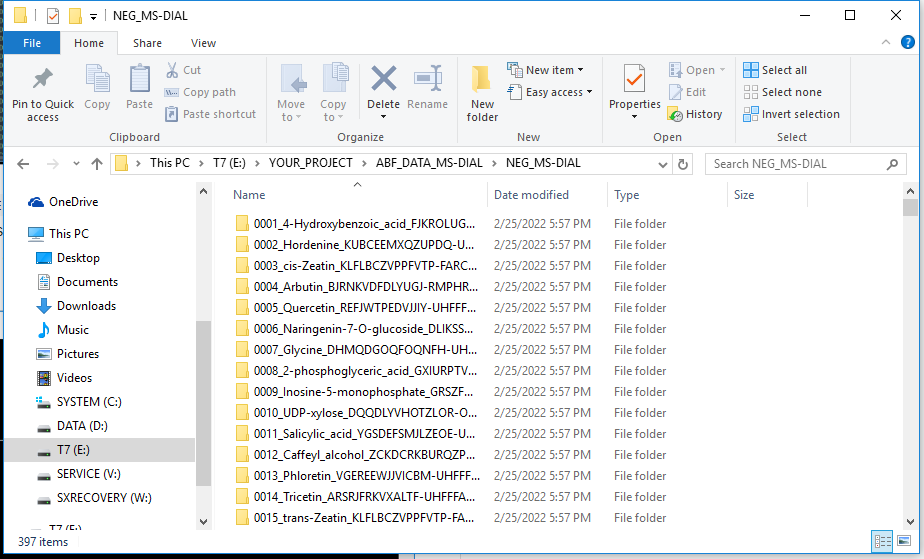 NEG_MS-DIAL
File Home Share View
Pin to Quick access
Copy
Paste
Cut
Copy path
Paste shortcut
Clipboard
Move to
Copy to
Delete
Rename
Organize
New folder
New item
Easy access
New
Properties
Open
Edit
History
Open
Select all
Select none
Invert selection
Select
This PC > T7 (E:) > YOUR_PROJECT > ABF_DATA_MS-DIAL > NEG_MS-DIAL
Search NEG_MS-DIAL
OneDrive
This PC
Desktop
Documents
Downloads
Music
Pictures
Videos
SYSTEM (C:)
DATA (D:)
T7 (E:)
SERVICE (V:)
SXRECOVERY (W:)
T7 (E:)
Name Date modified Type Size
0001_4-Hydroxybenzoic_acid_FJKROLUG... 2/25/2022 5:57 PM File folder
0002_Hordenine_KUBCEEMXQZUPDQ-U... 2/25/2022 5:57 PM File folder
0003_cis-Zeatin_KLFLBCZVPPFVTP-FARC... 2/25/2022 5:57 PM File folder
0004_Arbutin_BJRNKVDFDLYUGJ-RMPHR... 2/25/2022 5:57 PM File folder
0005_Quercetin_REFJWTPEDVJJIY-UHFFF... 2/25/2022 5:57 PM File folder
0006_Naringenin-7-O-glucoside_DLIKSS... 2/25/2022 5:57 PM File folder
0007_Glycine_DHMQDGOQFOQNFH-UH... 2/25/2022 5:57 PM File folder
0008_2-phosphoglyceric_acid_GXIURPTV... 2/25/2022 5:57 PM File folder
0009_Inosine-5-monophosphate_GRSZF... 2/25/2022 5:57 PM File folder
0010_UDP-xylose_DQQDLYVHOTZLOR-O... 2/25/2022 5:57 PM File folder
0011_Salicylic_acid_YGSDEFSMJLZEOE-U... 2/25/2022 5:57 PM File folder
0012_Caffeyl_alcohol_ZCKDCRKBURQZP... 2/25/2022 5:57 PM File folder
0013_Phloretin_VGEREEWJJVICBM-UHFFF... 2/25/2022 5:57 PM File folder
0014_Tricetin_ARSRJFRKVXALTF-UHFFFA... 2/25/2022 5:57 PM File folder
0015_trans-Zeatin_KLFLBCZVPPFVTP-FA... 2/25/2022 5:57 PM File folder
397 items